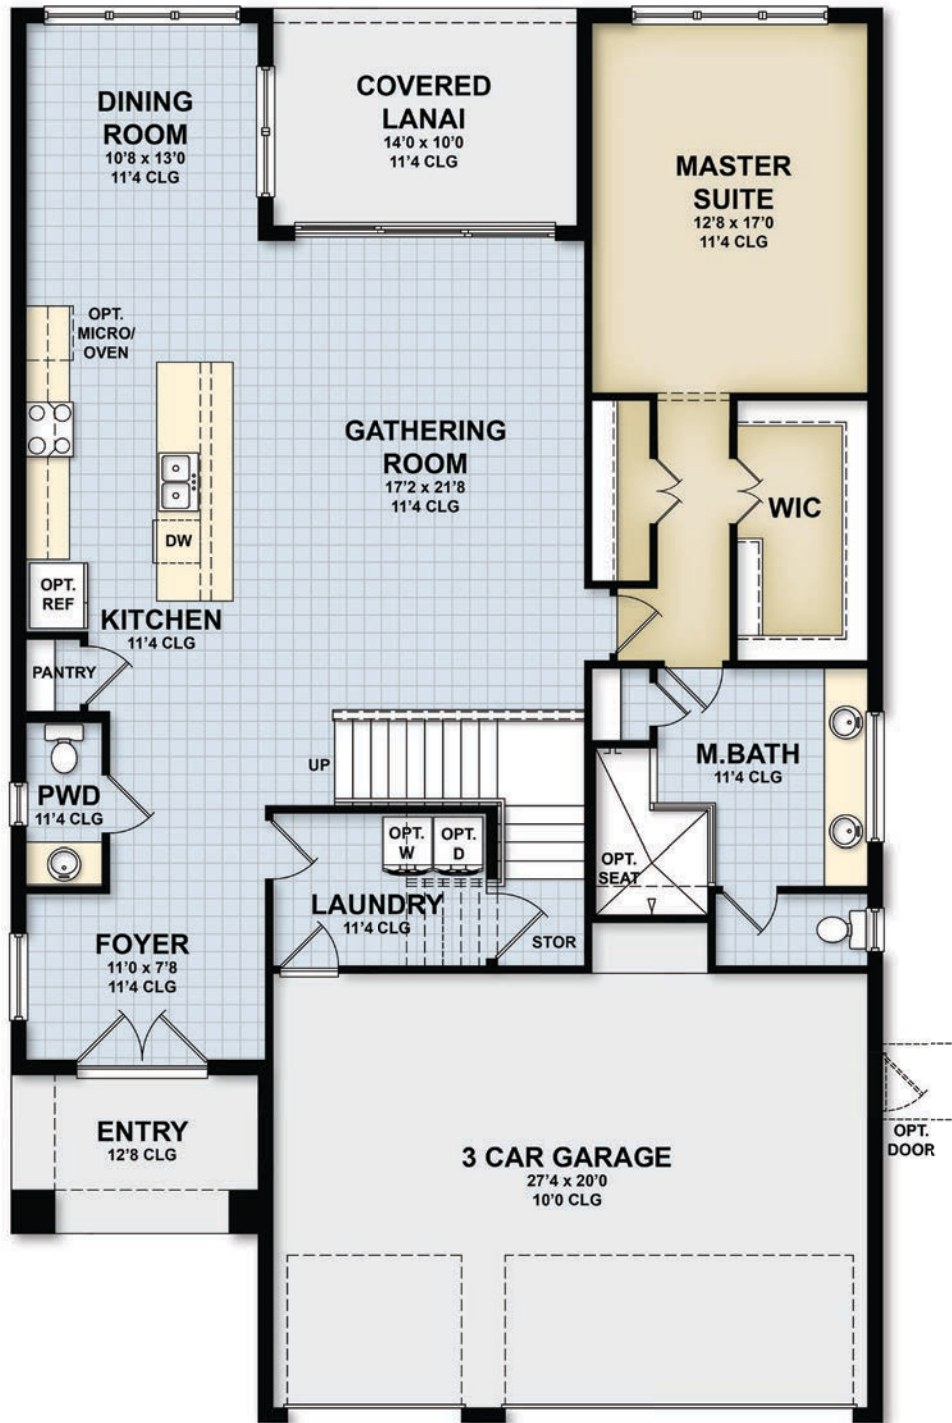 DINING
ROOM
10'8 x 13'0
11'4 CLG
COVERED
LANAI
14'0 x 10'0
11'4 CLG
MASTER
SUITE
12'8 x 17'0
11'4 CLG
OPT.
MICRO/
OVEN
GATHERING
ROOM
17'2 x 21'8
11'4 CLG
WIC
DW
OPT.
REF
KITCHEN
11'4 CLG
PANTRY
UP
M.BATH
11'4 CLG
PWD
11'4 CLG
OPT.
W
OPT.
D
OPT.
SEAT
LAUNDRY
11'4 CLG
STOR
FOYER
11'0 x 7'8
11'4 CLG
ENTRY
12'8 CLG
OPT.
DOOR
3 CAR GARAGE
27'4 x 20'0
10'0 CLG